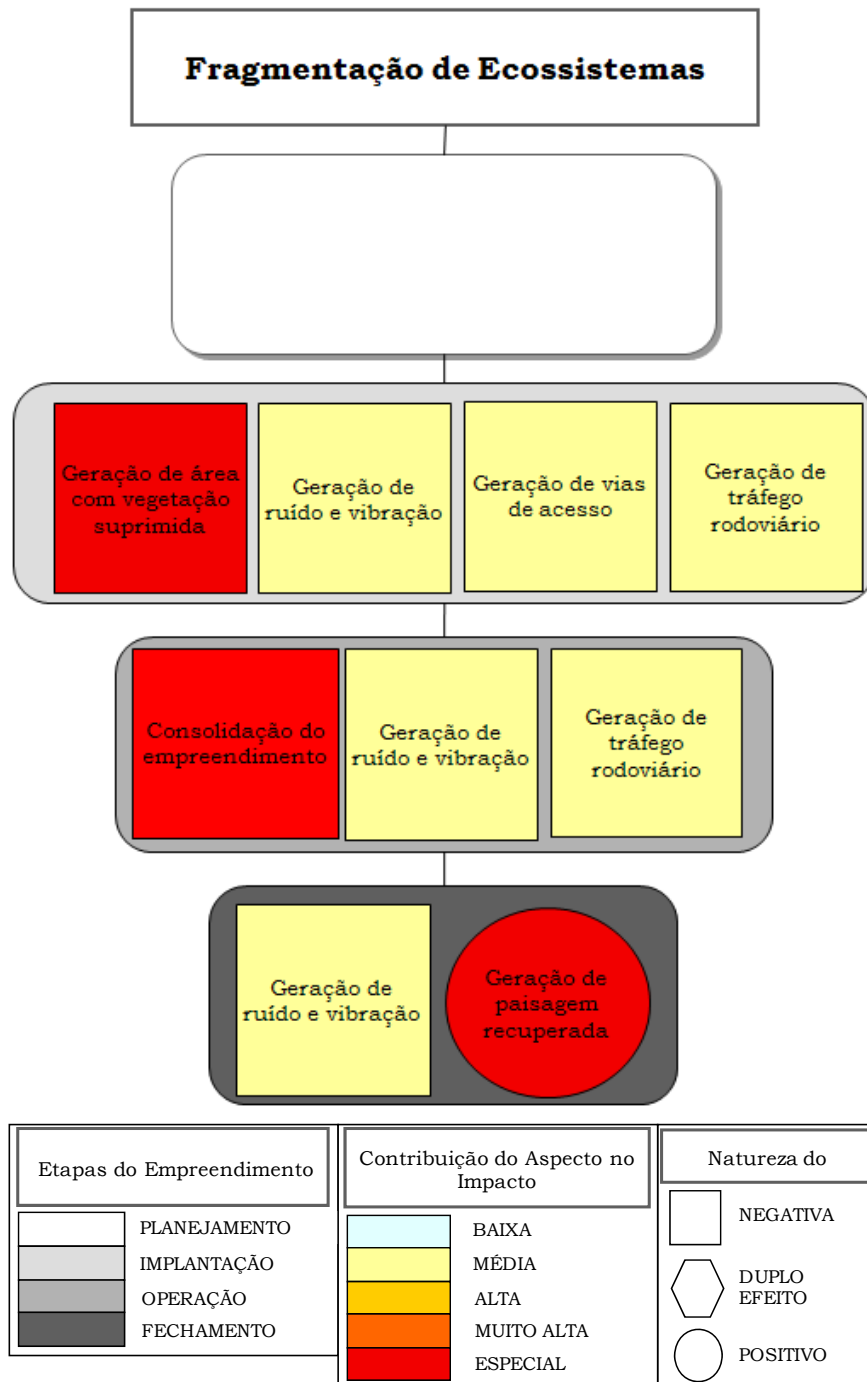 Fragmentação de Ecossistemas
Geração de área
com vegetação
suprimida
Geração de
ruído e vibração
Geração de vias
de acesso
Geração de
tráfego
rodoviário
Consolidação do
empreendimento
Geração de
ruído e vibração
Geração de
tráfego
rodoviário
Geração de
ruído e vibração
Geração de
paisagem
recuperada
Etapas do Empreendimento
PLANEJAMENTO
IMPLANTAÇÃO
OPERAÇÃO
FECHAMENTO
Contribuição do Aspecto no
Impacto
BAIXA
MÉDIA
ALTA
MUITO ALTA
ESPECIAL
Natureza do
NEGATIVA
DUPLO
EFEITO
POSITIVO